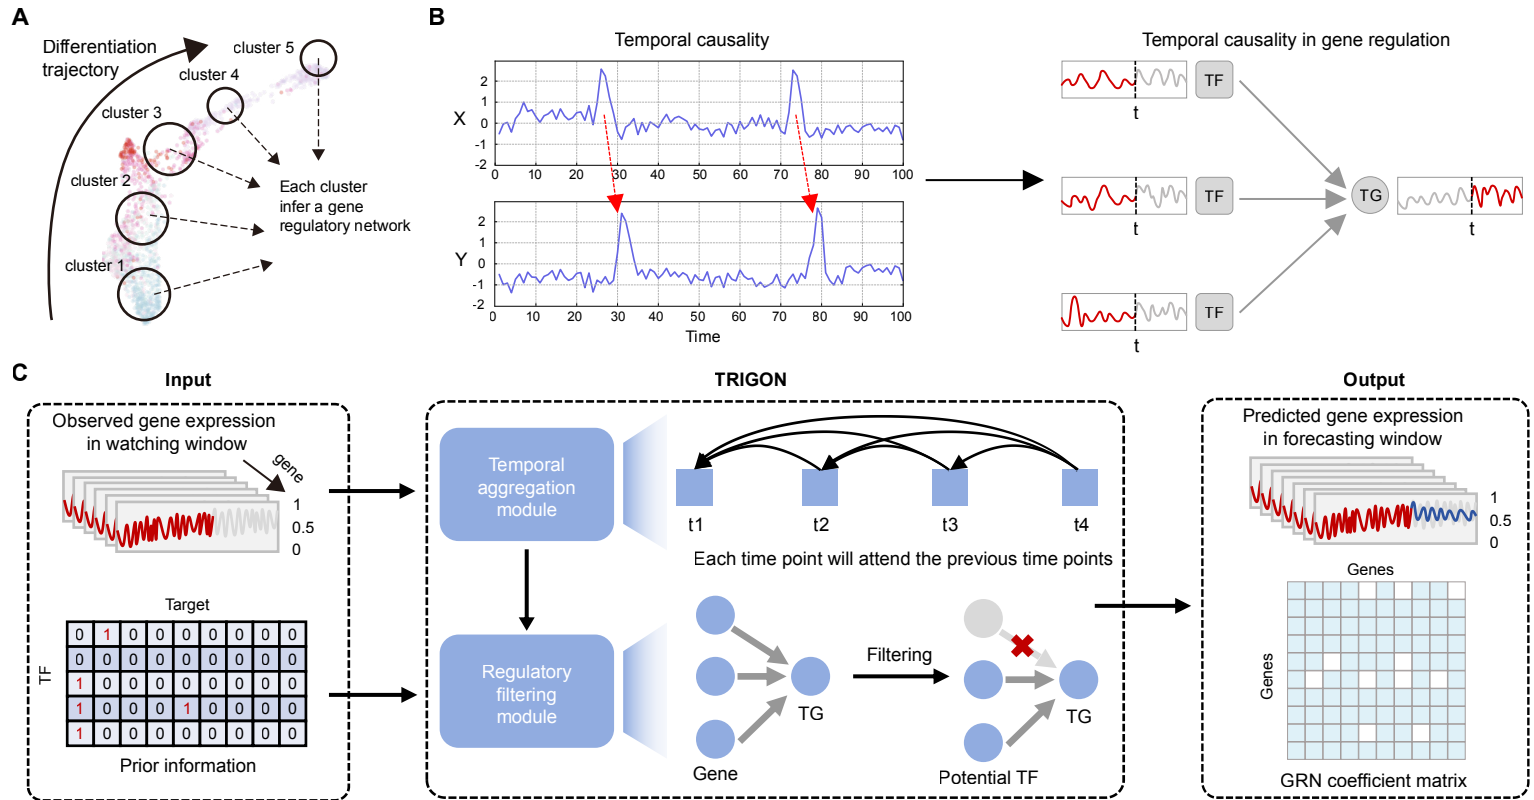 A
Differentiation
trajectory
cluster 5
cluster 4
cluster 3
cluster 2
cluster 1
Each cluster
infer a gene
regulatory network
B
Temporal causality
X
2
1
0
-1
-2
0 10 20 30 40 50 60 70 80 90 100
Y
2
1
0
-1
-2
0 10 20 30 40 50 60 70 80 90 100
Time
Temporal causality in gene regulation
TF
t
TF
t
TF
t
TG
t
C
Input
Observed gene expression
in watching window
gene
1
0.5
0
Target
TF
0 1 0 0 0 0 0 0 0
0 0 0 0 0 0 0 0 0
1 0 0 0 0 0 0 0 0
1 0 0 0 1 0 0 0 0
1 0 0 0 0 0 0 0 0
Prior information
TRIGON
Temporal
aggregation
module
t1 t2 t3 t4
Each time point will attend the previous time points
Regulatory
filtering
module
Gene
TG
Filtering
Potential TF
TG
Output
Predicted gene expression
in forecasting window
1
0.5
0
Genes
Genes
GRN coefficient matrix